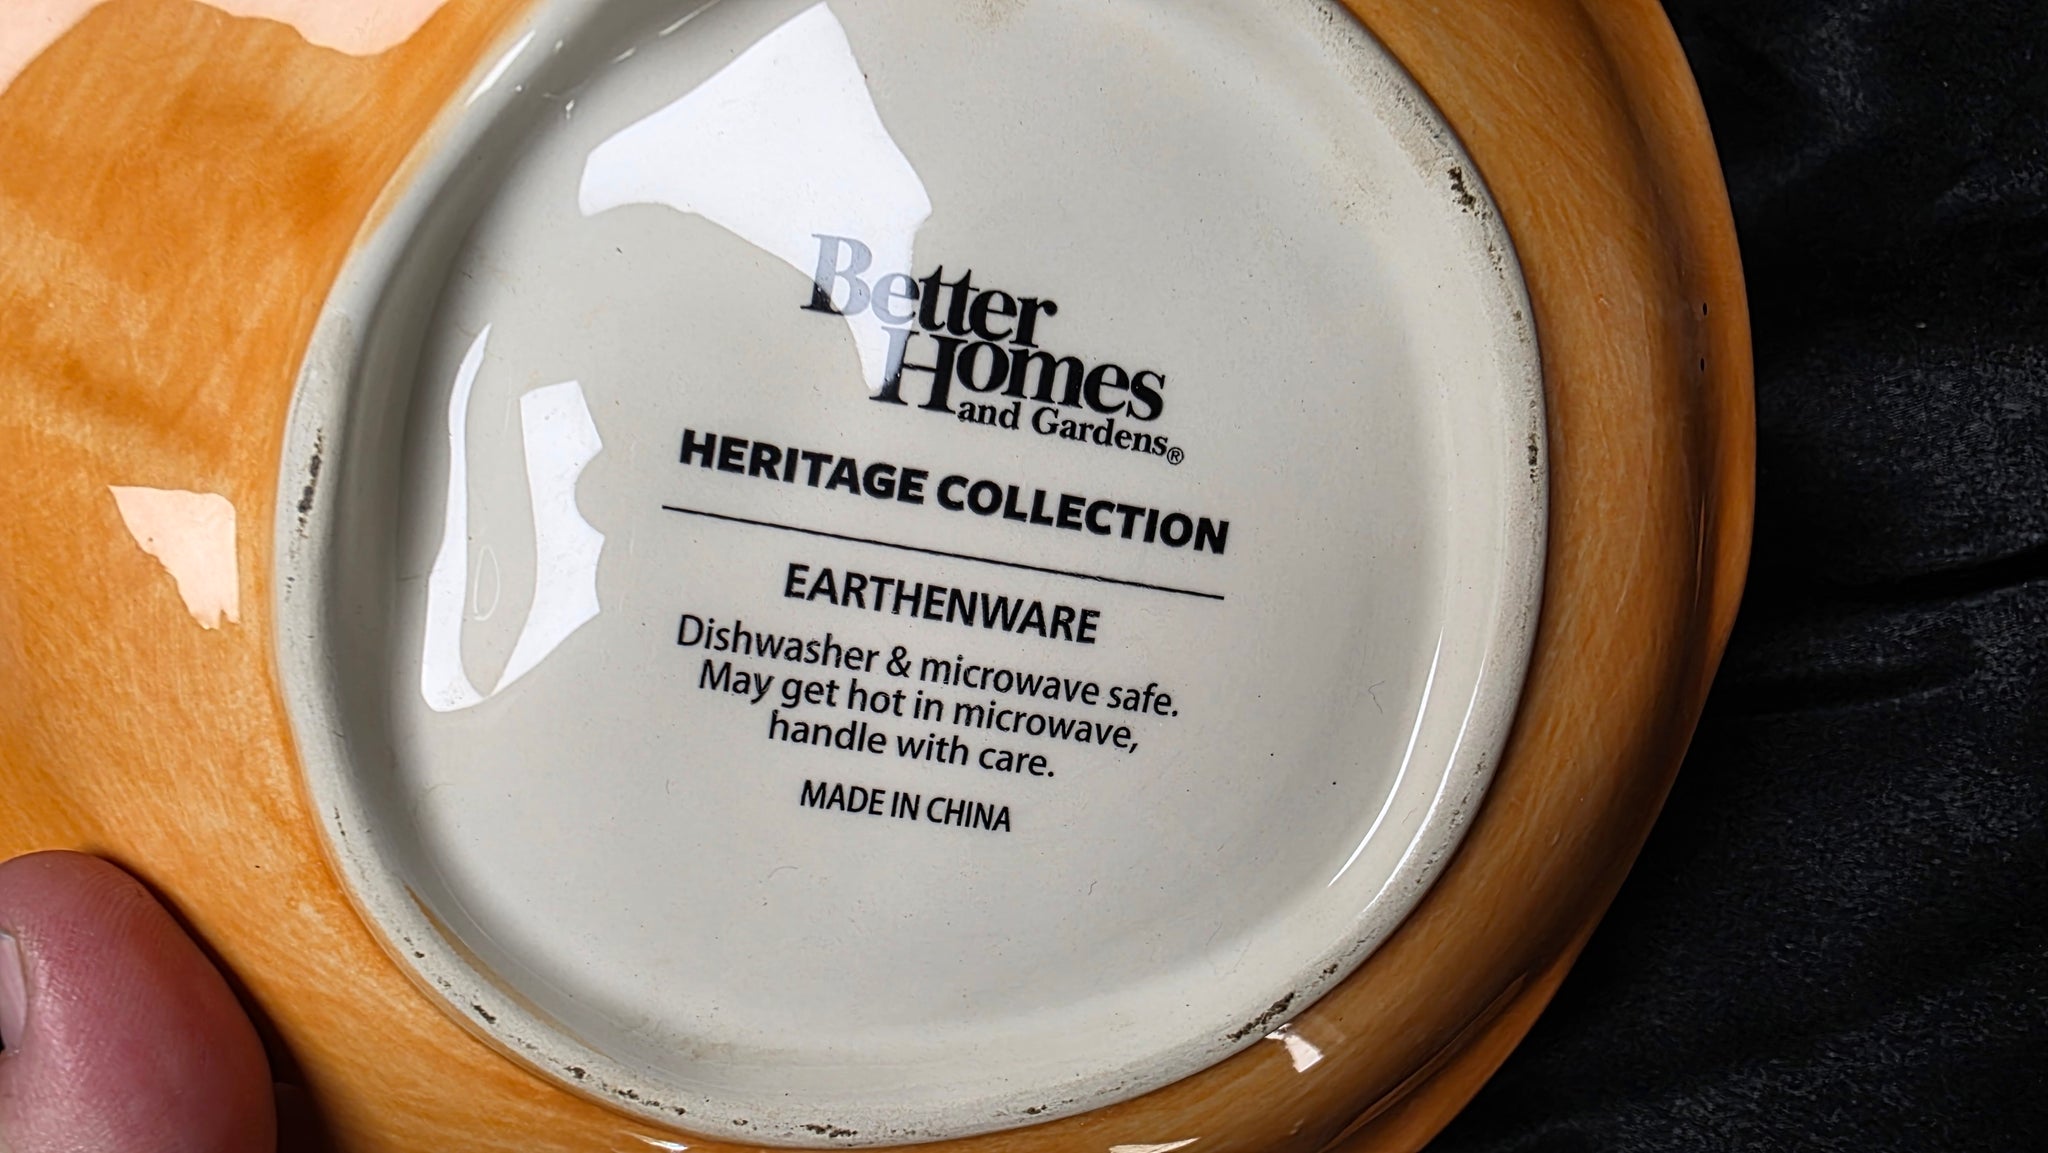 Better
Homes
and Gardens®
HERITAGE COLLECTION
EARTHENWARE
Dishwasher & microwave safe.
May get hot in microwave,
handle with care.
MADE IN CHINA